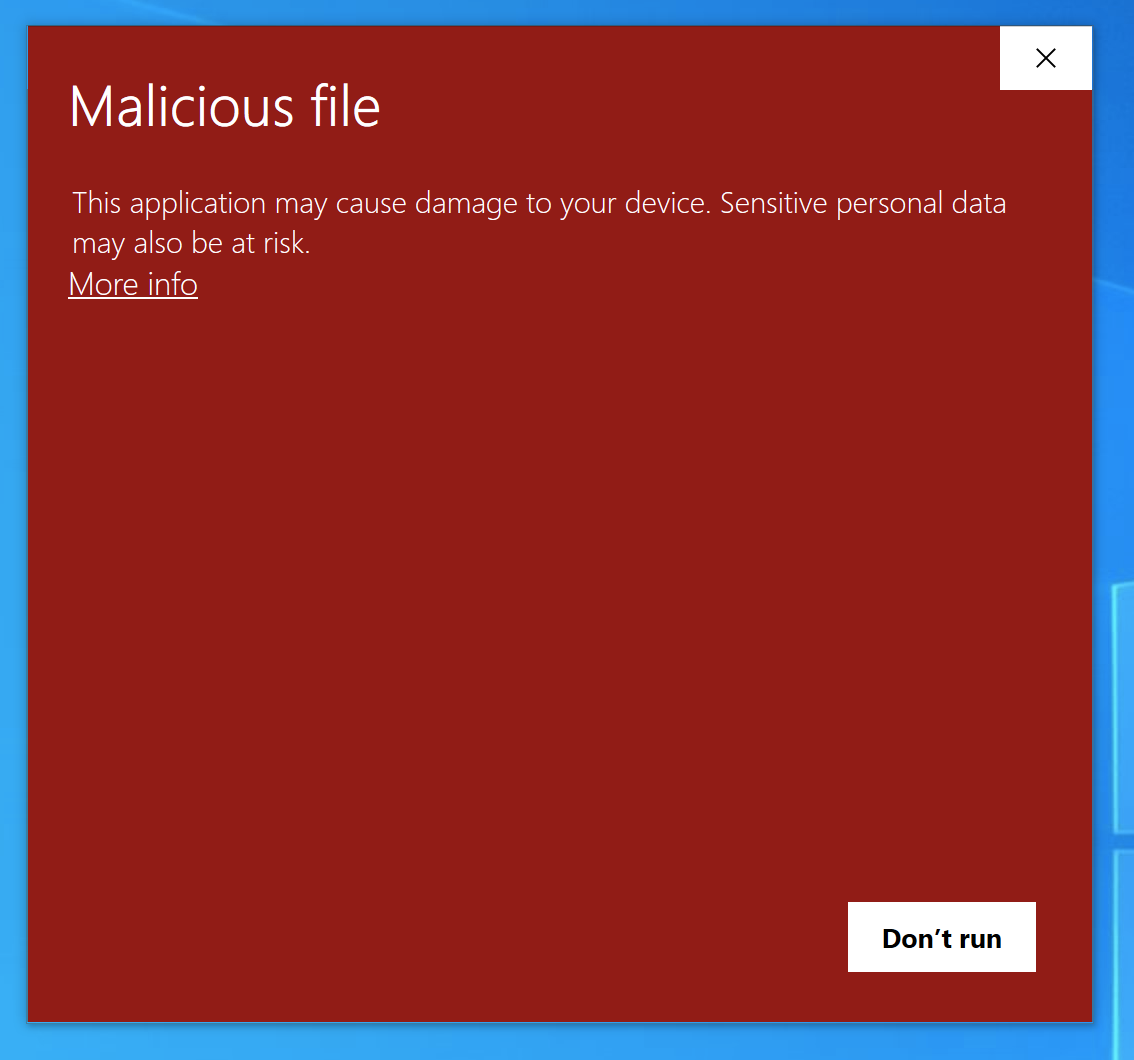 Malicious file
This application may cause damage to your device. Sensitive personal data
may also be at risk.
More info
Don’t run